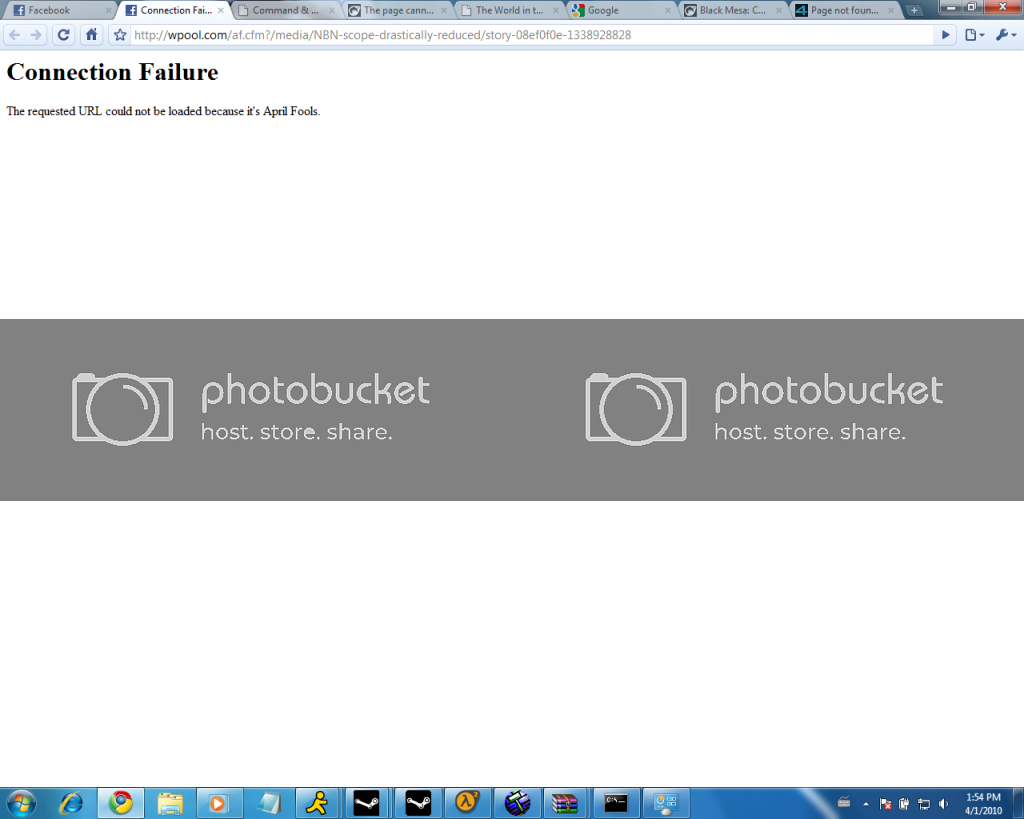 Facebook
Connection Fai...
Command & ...
The page cann...
The World in t...
Google
Black Mesa: C...
Page not foun...
http://wpool.com/af.cfm?/media/NBN-scope-drastically-reduced/story-08ef0f0e-1338928828
Connection Failure
The requested URL could not be loaded because it's April Fools.
photobucket
host. store. share.
photobucket
host. store. share.
1:54 PM
4/1/2010